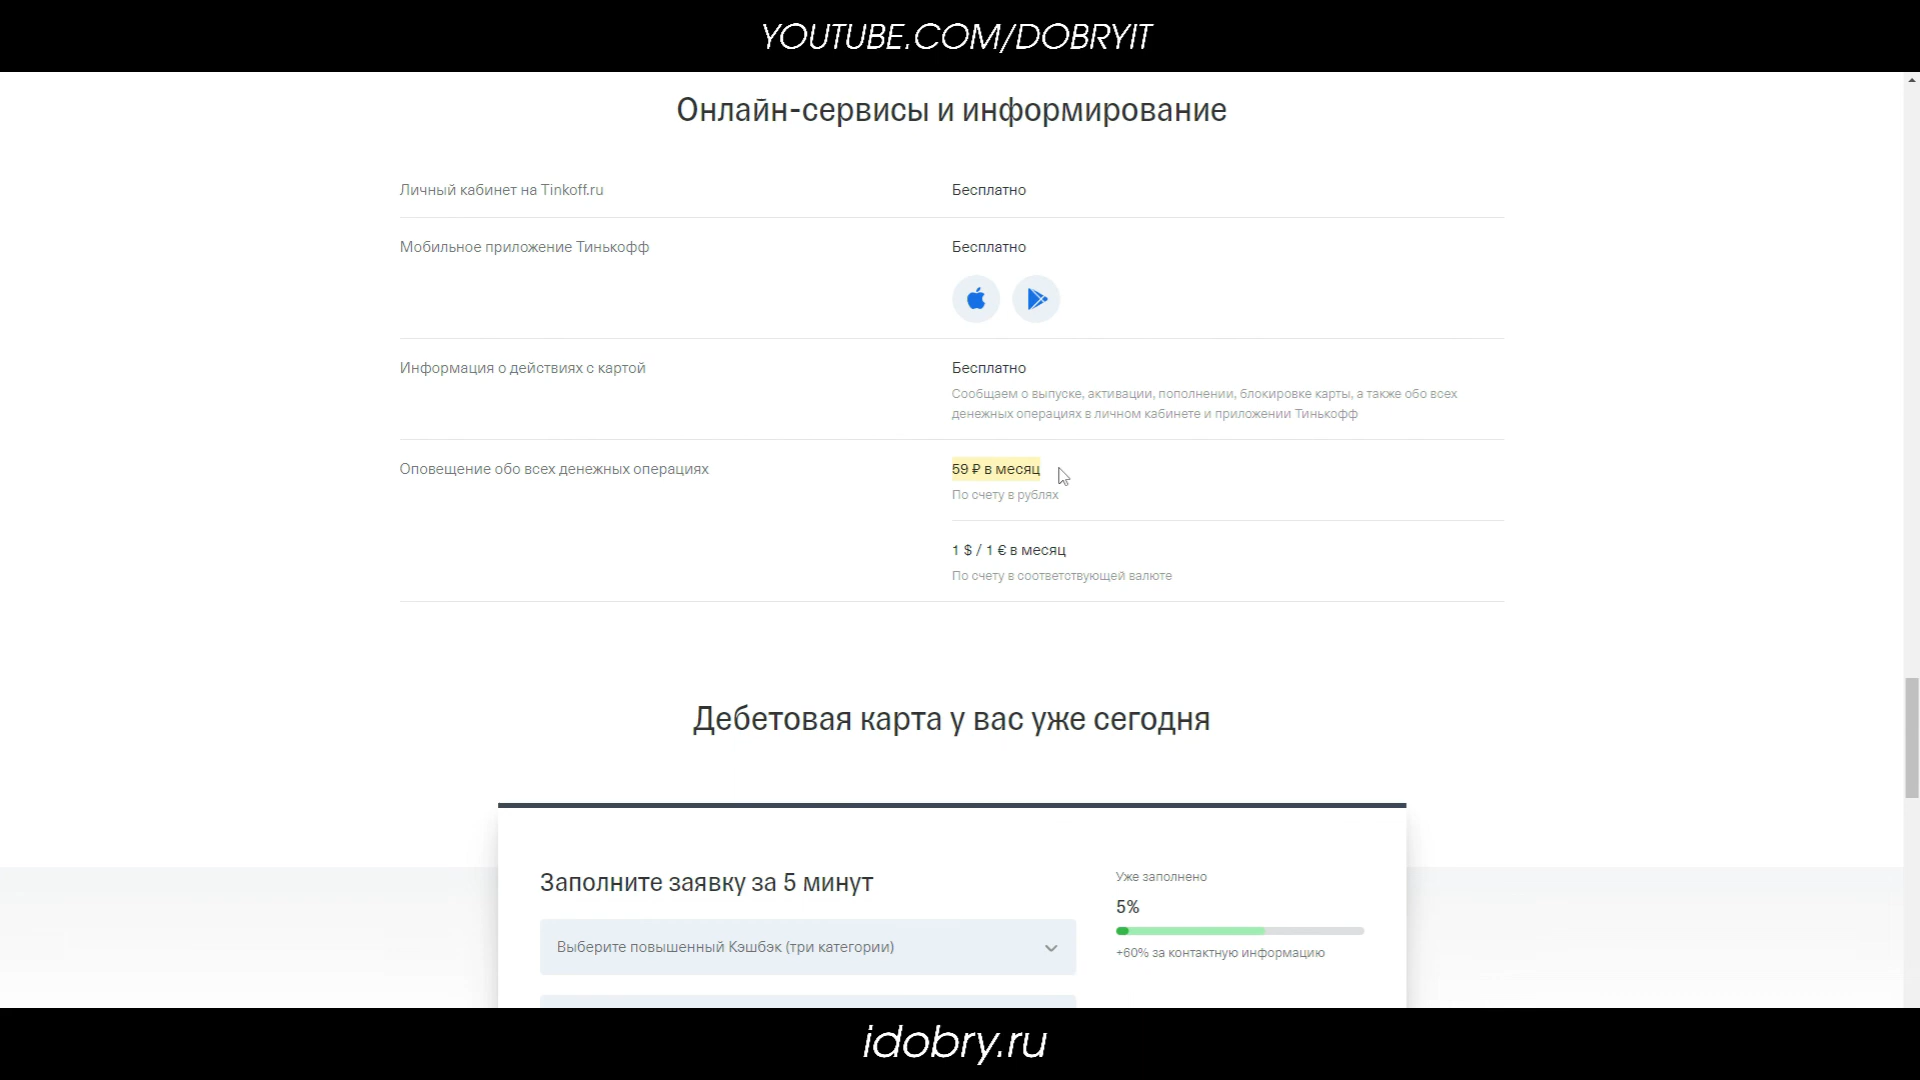 YOUTUBE.COM/DOBRYIT
Онлайн-сервисы и информирование
Личный кабинет на Tinkoff.ru
Бесплатно
Мобильное приложение Тинькофф
Бесплатно
Информация о действиях с картой
Бесплатно
Сообщаем о выпуске, активации, пополнении, блокировке карты, а также обо всех
денежных операциях в личном кабинете и приложении Тинькофф
Оповещение обо всех денежных операциях
59 ₽ в месяц
По счету в рублях
1 $ / 1 € в месяц
По счету в соответствующей валюте
Дебетовая карта у вас уже сегодня
Заполните заявку за 5 минут
Выберите повышенный Кэшбэк (три категории)
Уже заполнено
5%
+60% за контактную информацию
idobry.ru